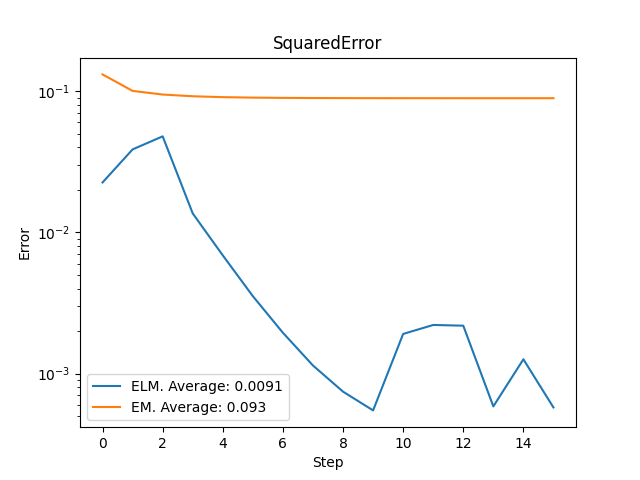 SquaredError
10⁻¹
10⁻²
10⁻³
Error
ELM. Average: 0.0091
EM. Average: 0.093
0 2 4 6 8 10 12 14
Step